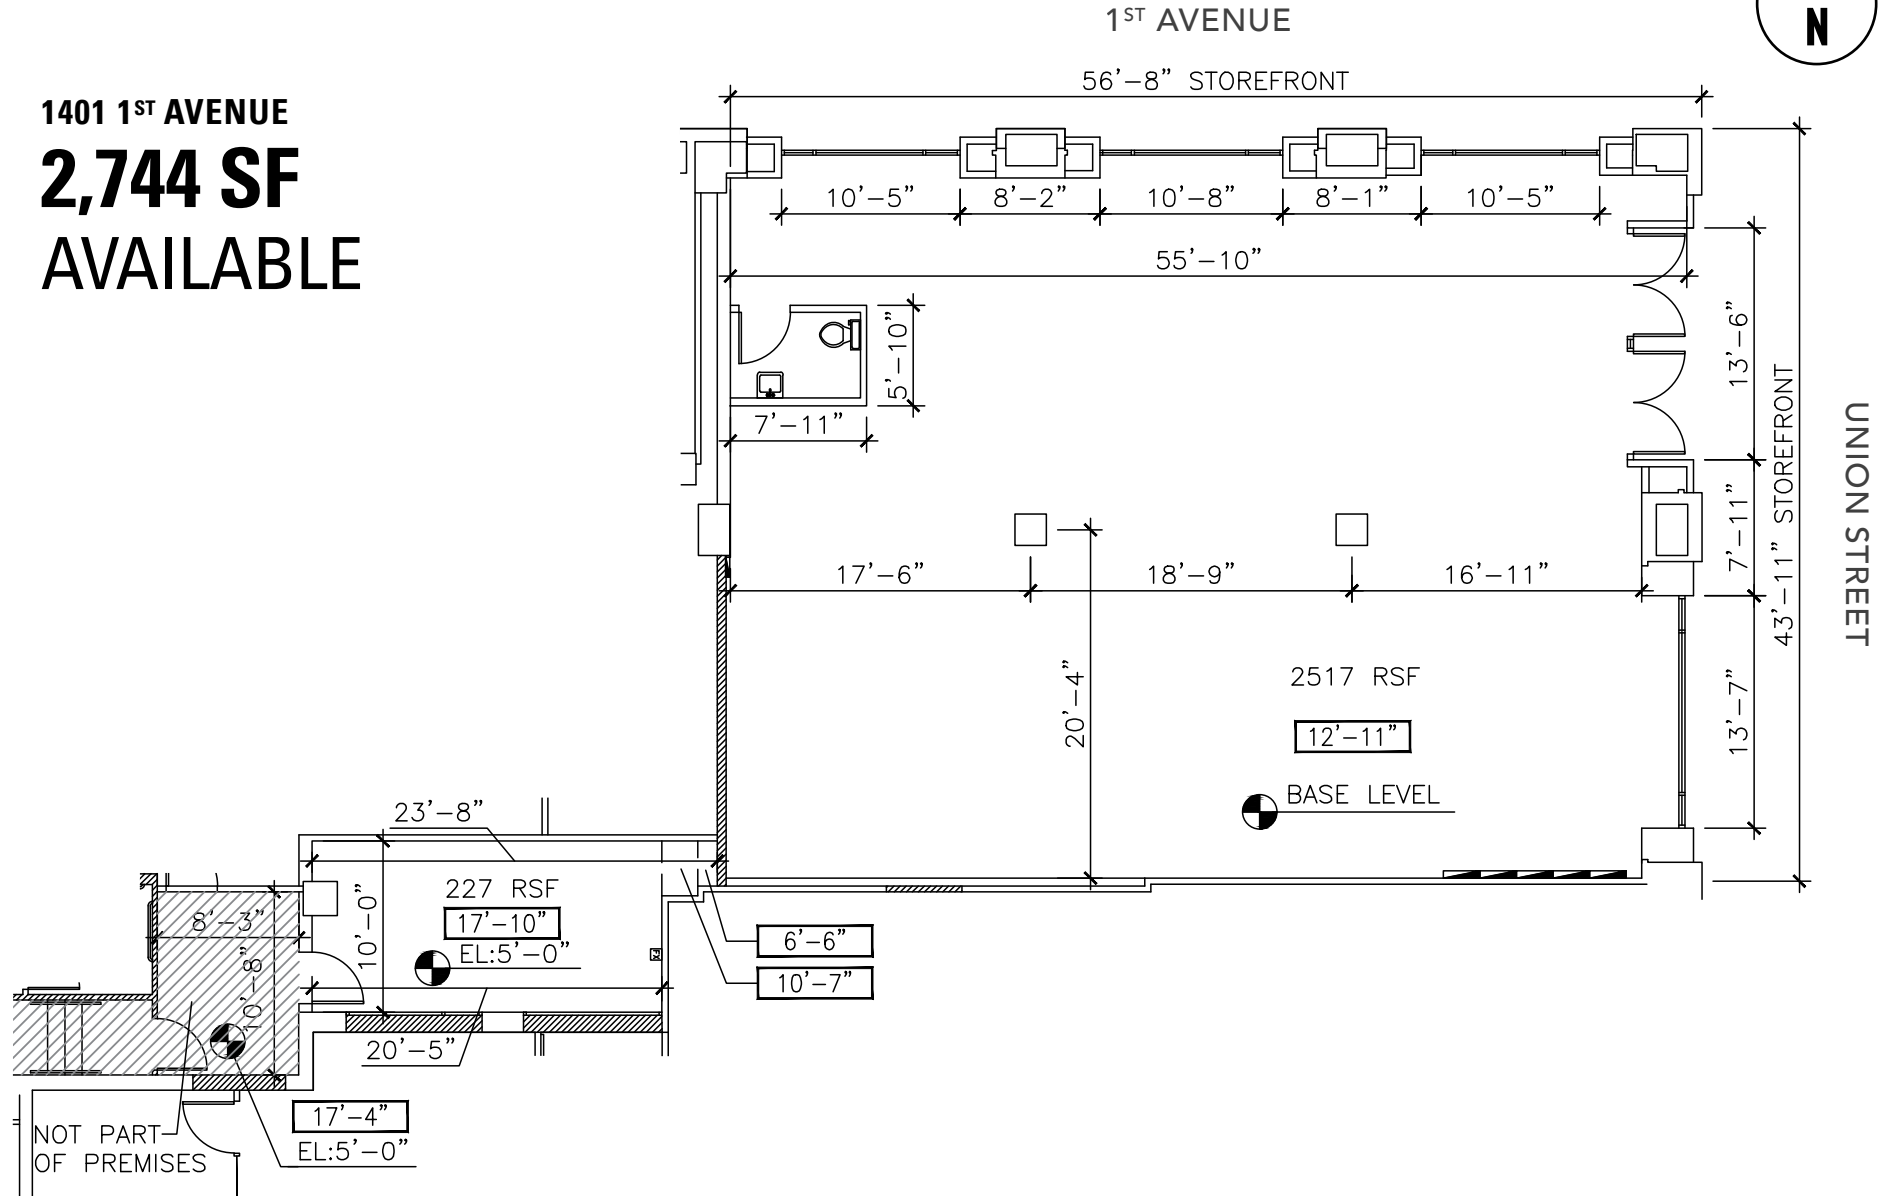 1ST AVENUE
N
56’-8” STOREFRONT
1401 1ST AVENUE
2,744 SF
AVAILABLE
10’-5”
8’-2”
10’-8”
8’-1”
10’-5”
55’-10”
5’-10”
7’-11”
13’-6”
43’-11” STOREFRONT
UNION STREET
7’-11”
17’-6”
18’-9”
16’-11”
20’-4”
2517 RSF
12’-11”
BASE LEVEL
13’-7”
23’-8”
227 RSF
17’-10”
EL:5’-0”
10’-0”
8’-3”
10’-8”
6’-6”
10’-7”
20’-5”
17’-4”
EL:5’-0”
NOT PART
OF PREMISES